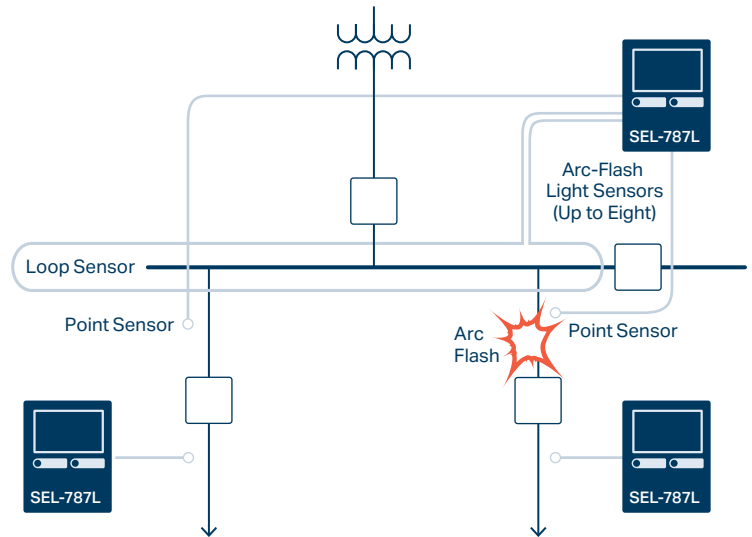 SEL-787L
Arc-Flash
Light Sensors
(Up to Eight)
Loop Sensor
Point Sensor
Arc
Flash
Point Sensor
SEL-787L
SEL-787L